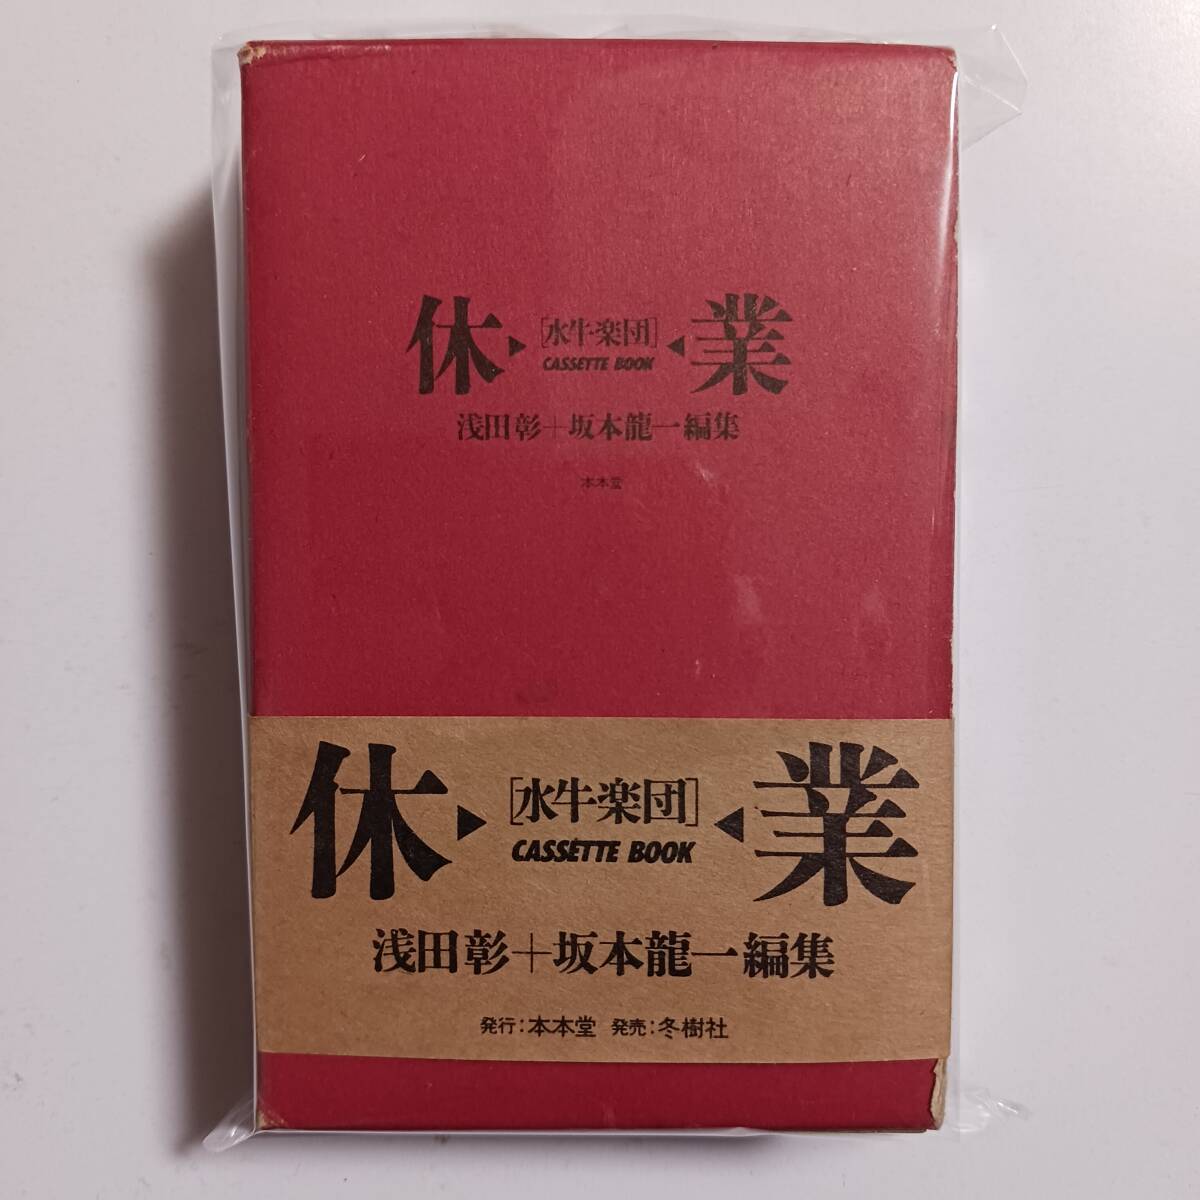 休▶[水牛楽団]◀業
CASSETTE BOOK
浅田彰+坂本龍一編集
本本堂
休▶[水牛楽団]◀業
CASSETTE BOOK
浅田彰+坂本龍一編集
発行:本本堂 発売:冬樹社